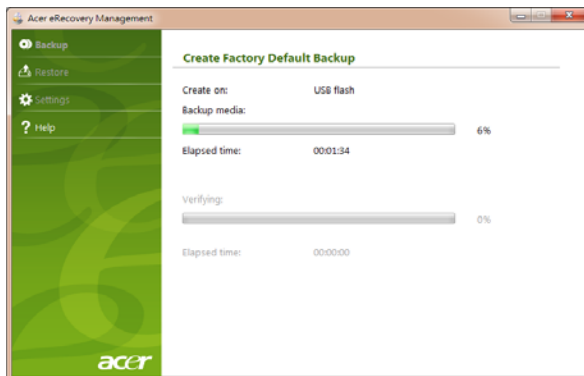 Acer eRecovery Management
Backup
Restore
Settings
? Help
Create Factory Default Backup
Create on: USB flash
Backup media:
6%
Elapsed time: 00:01:34
Verifying:
0%
Elapsed time: 00:00:00
acer